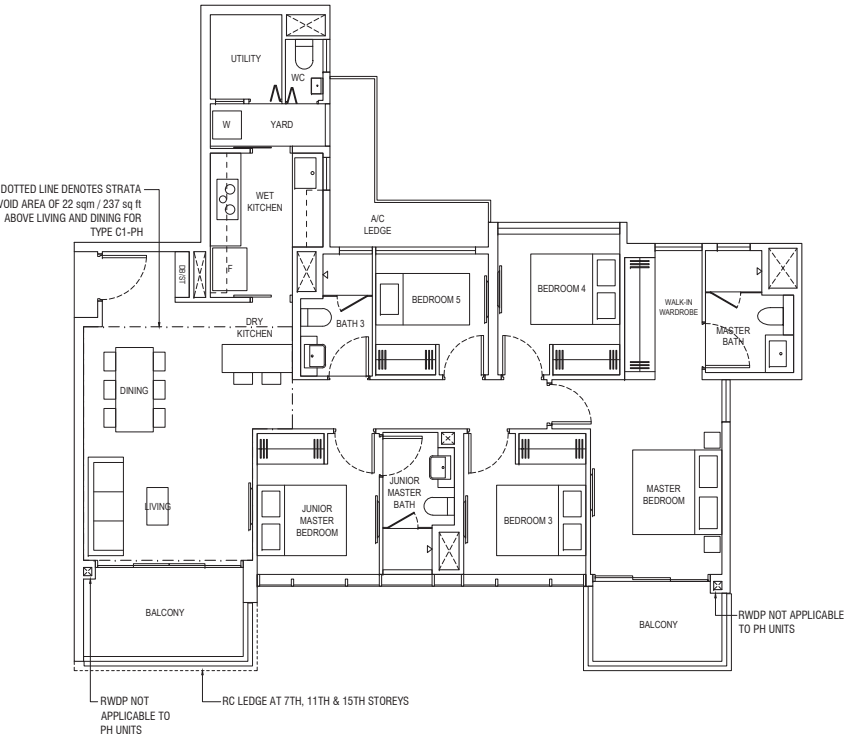 UTILITY
WC
W
YARD
DOTTED LINE DENOTES STRATA
VOID AREA OF 22 sqm / 237 sq ft
ABOVE LIVING AND DINING FOR
TYPE C1-PH
WET
KITCHEN
A/C
LEDGE
DB/ST
F
BEDROOM 5
BEDROOM 4
WALK-IN
WARDROBE
MASTER
BATH
DRY
KITCHEN
BATH 3
DINING
LIVING
JUNIOR
MASTER
BATH
JUNIOR
MASTER
BEDROOM
BEDROOM 3
MASTER
BEDROOM
BALCONY
BALCONY
RWDP NOT APPLICABLE
TO PH UNITS
RWDP NOT
APPLICABLE TO
PH UNITS
RC LEDGE AT 7TH, 11TH & 15TH STOREYS